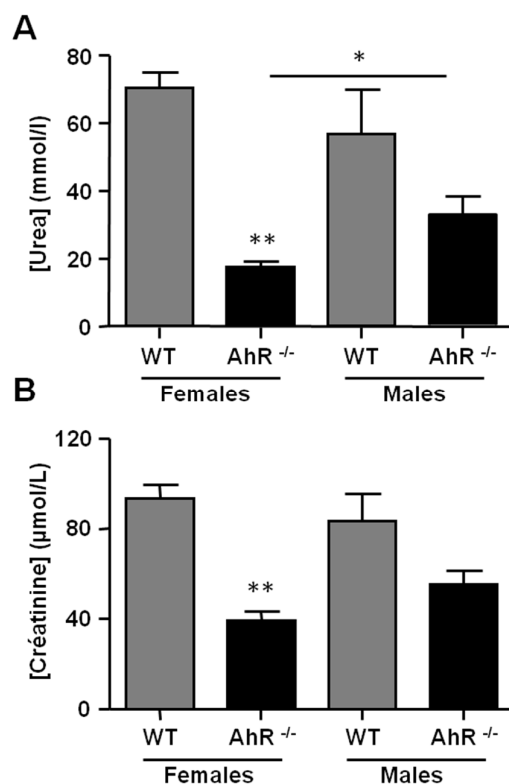 A
[Urea] (mmol/l)
80
60
40
20
0
*
**
WT AhR -/- WT AhR -/-
Females Males
B
[Créatinine] (µmol/L)
120
80
40
0
**
WT AhR -/- WT AhR -/-
Females Males